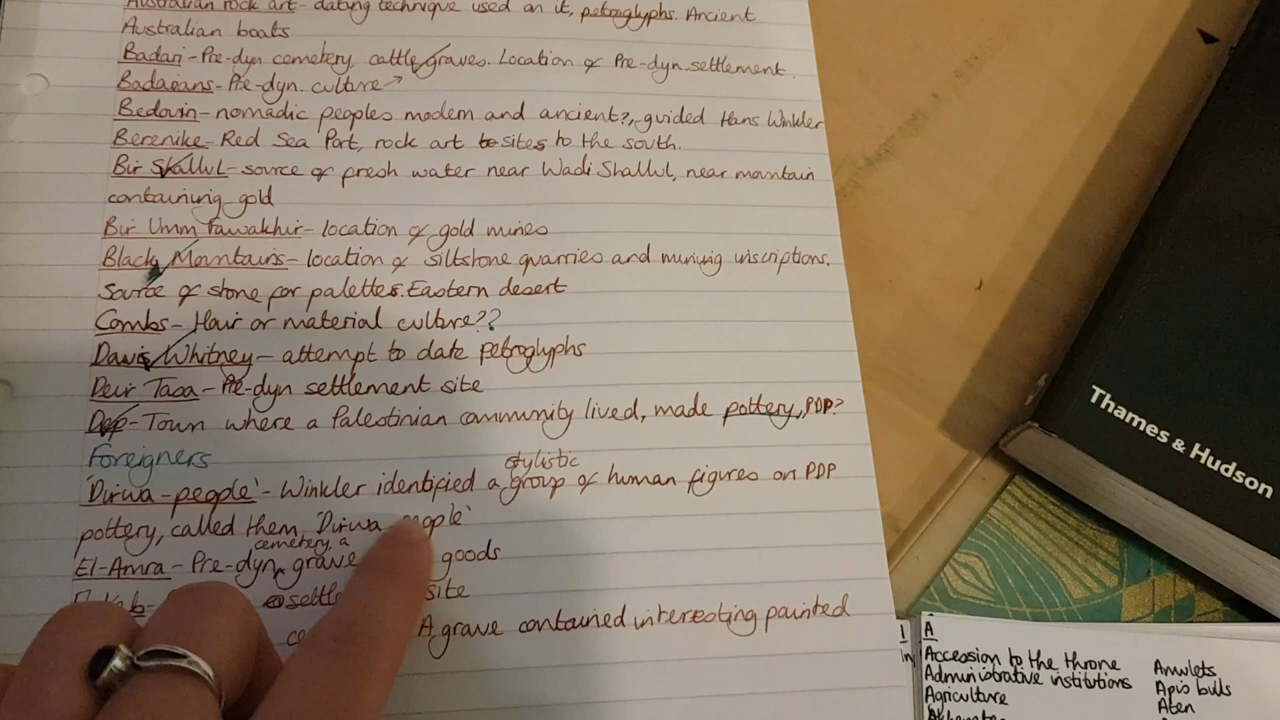 Australian rock art - dating technique used on it, petroglyphs. Ancient
Australian boats
Badari - Pre-dyn cemetery, cattle graves. Location of Pre-dyn. settlement.
Badarians - Pre-dyn. culture
Bedouin - nomadic peoples modern and ancient?, guided Hans Winkler
Berenike - Red Sea Port, rock art sites to the south.
Bir Shallul - source of fresh water near Wadi Shallul, near mountain
containing gold
Bir Umm Fawakhir - location of gold mines
Black Mountains - location of siltstone quarries and mining inscriptions.
Source of stone for palettes. Eastern desert
Combs - Hair or material culture??
Davis Whitney - attempt to date petroglyphs
Deir Tasa - Pre-dyn settlement site
Dep - Town where a Palestinian community lived, made pottery, PDP?
Foreigners
stylistic
'Dirwa-people' - Winkler identified a group of human figures on PDP
pottery, called them 'Dirwa people'
cemetery, a
El-Amra - Pre-dyn grave goods
site
A grave contained interesting painted
Thames & Hudson
A
Accession to the throne
Administrative institutions
Agriculture
Amulets
Apis bulls
Aten